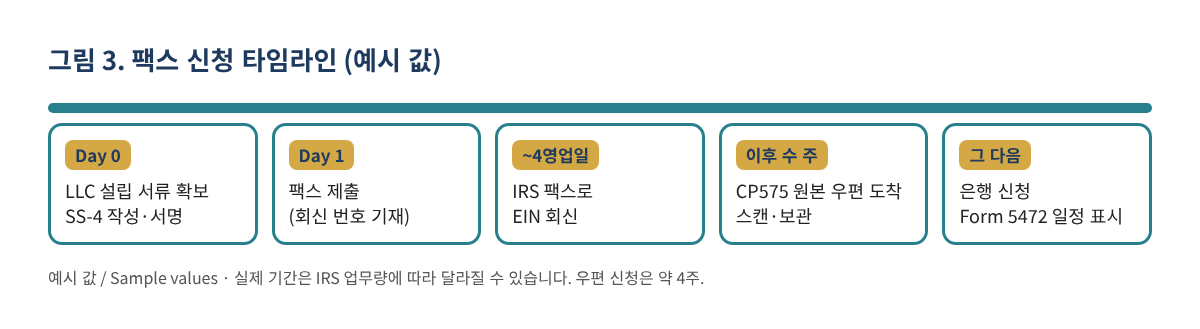 그림 3. 팩스 신청 타임라인 (예시 값)
Day 0
LLC 설립 서류 확보
SS-4 작성·서명
Day 1
팩스 제출
(회신 번호 기재)
~4영업일
IRS 팩스로
EIN 회신
이후 수 주
CP575 원본 우편 도착
스캔·보관
그 다음
은행 신청
Form 5472 일정 표시
예시 값 / Sample values · 실제 기간은 IRS 업무량에 따라 달라질 수 있습니다. 우편 신청은 약 4주.